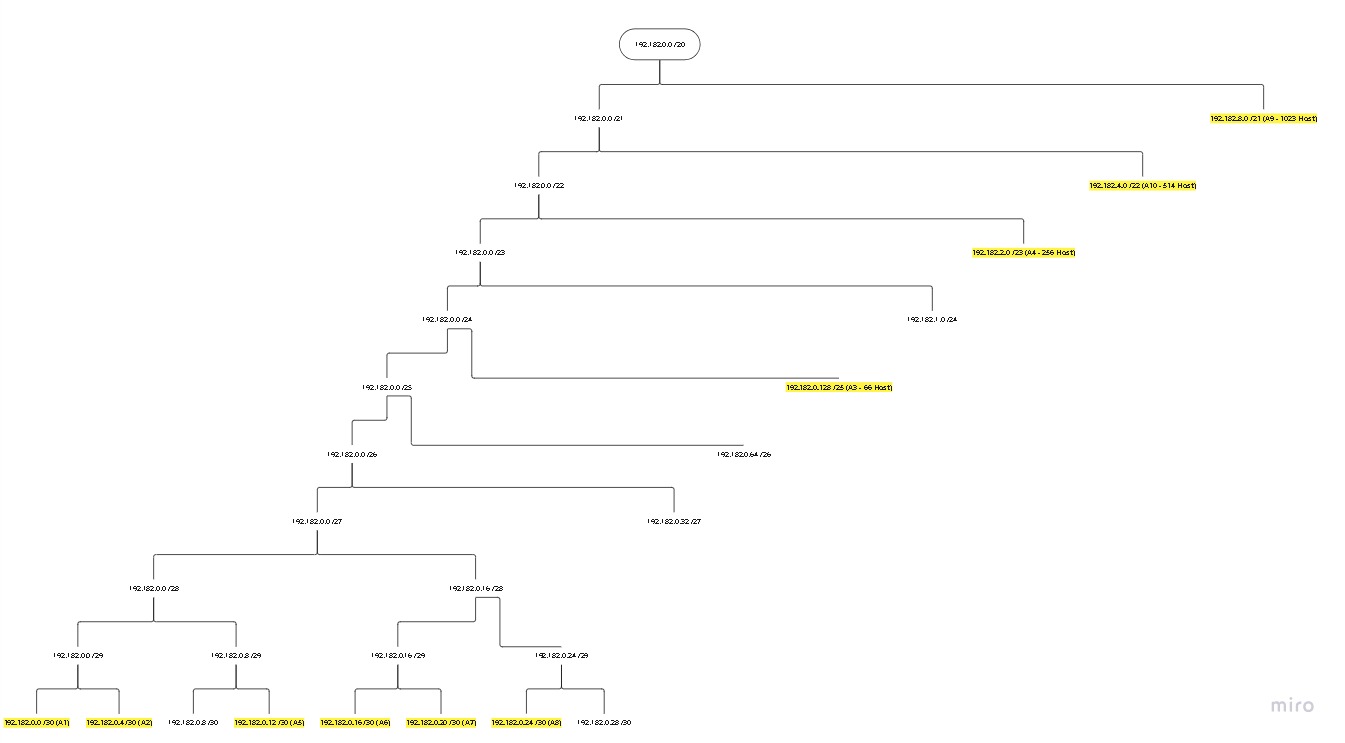 192.182.0.0 /20
192.182.0.0 /21
192.182.8.0 /21 (A9 - 1023 Host)
192.182.0.0 /22
192.182.4.0 /22 (A10 - 514 Host)
192.182.0.0 /23
192.182.2.0 /23 (A4 - 256 Host)
192.182.0.0 /24
192.182.1.0 /24
192.182.0.0 /25
192.182.0.128 /25 (A3 - 66 Host)
192.182.0.0 /26
192.182.0.64 /26
192.182.0.0 /27
192.182.0.32 /27
192.182.0.0 /28
192.182.0.16 /28
192.182.0.0 /29
192.182.0.8 /29
192.182.0.16 /29
192.182.0.24 /29
192.182.0.0 /30 (A1)
192.182.0.4 /30 (A2)
192.182.0.8 /30
192.182.0.12 /30 (A5)
192.182.0.16 /30 (A6)
192.182.0.20 /30 (A7)
192.182.0.24 /30 (A8)
192.182.0.28 /30
miro